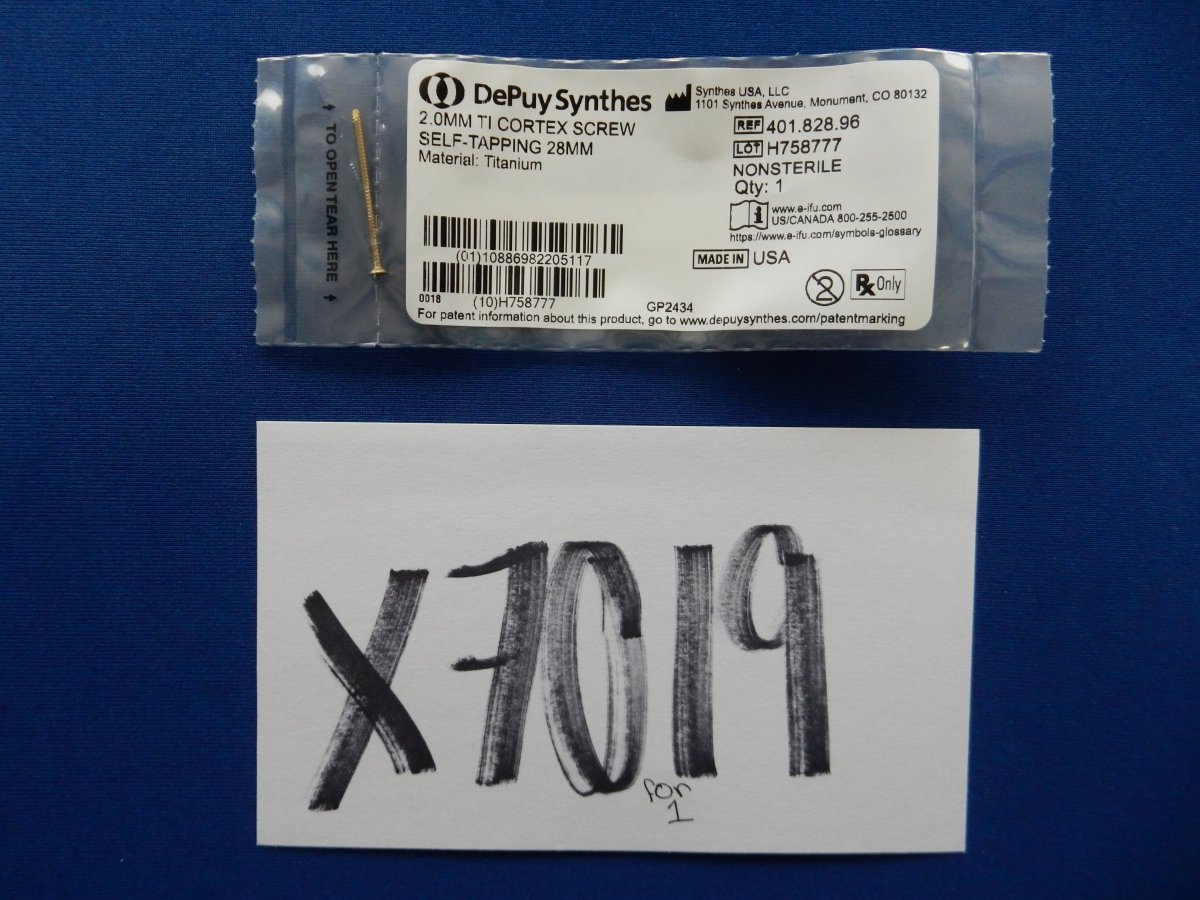 ↑ TO OPEN TEAR HERE ↑
DePuy Synthes
Synthes USA, LLC
1101 Synthes Avenue, Monument, CO 80132
2.0MM TI CORTEX SCREW
SELF-TAPPING 28MM
Material: Titanium
REF 401.828.96
LOT H758777
NONSTERILE
Qty: 1
www.e-ifu.com
US/CANADA 800-255-2500
https://www.e-ifu.com/symbols-glossary
MADE IN USA
(01)10886982205117
(10)H758777
0018
GP2434
2
Rx Only
For patent information about this product, go to www.depuysynthes.com/patentmarking
X7019
for
1